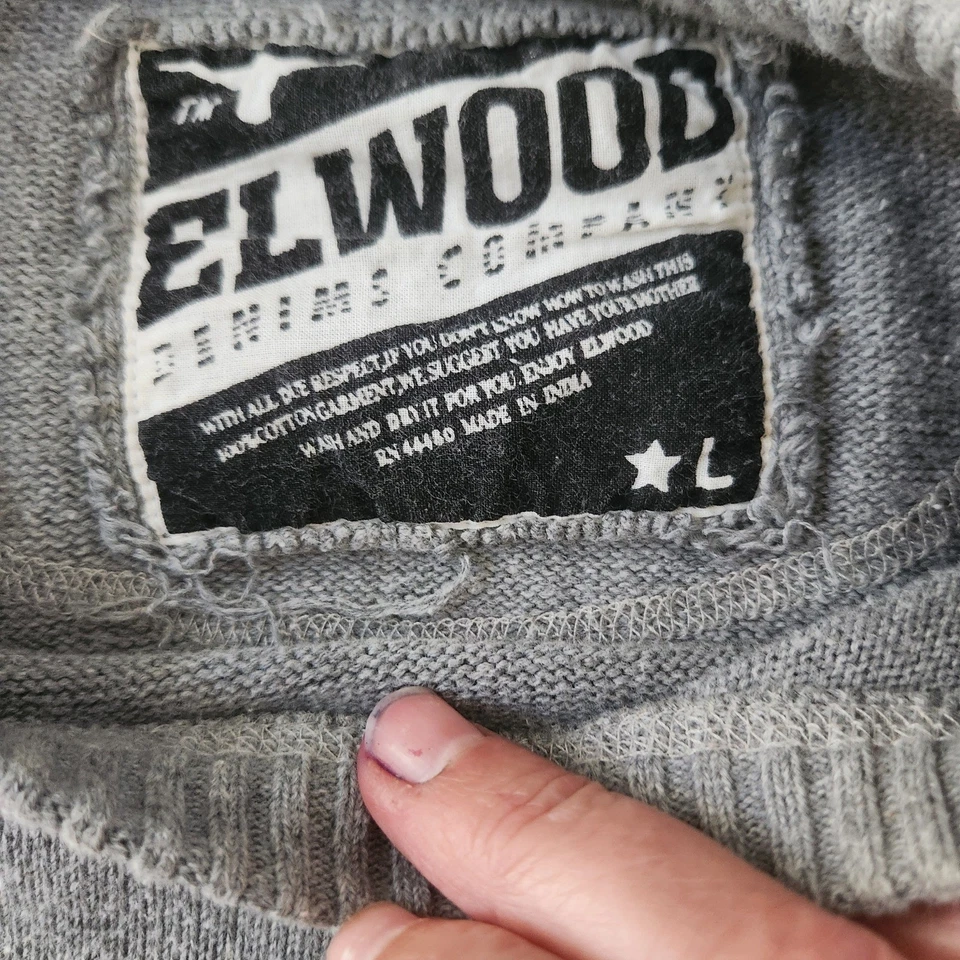 TM
ELWOOD
DENIMS COMPANY
WITH ALL DUE RESPECT,IF YOU DON'T KNOW HOW TO WASH THIS
100%COTTON GARMENT,WE SUGGEST YOU HAVE YOUR MOTHER
WASH AND DRY IT FOR YOU.ENJOY ELWOOD
RN 44480 MADE IN INDIA
L